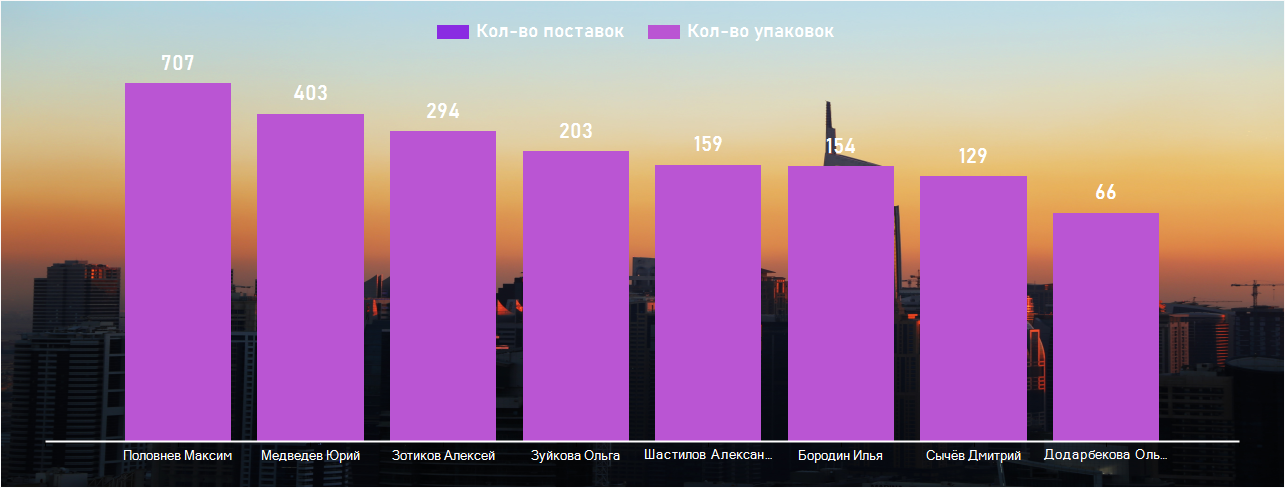 Кол-во поставок Кол-во упаковок
707
403
294
203
159
154
129
66
Половнев Максим
Медведев Юрий
Зотиков Алексей
Зуйкова Ольга
Шастилов Алексан...
Бородин Илья
Сычёв Дмитрий
Додарбекова Оль...